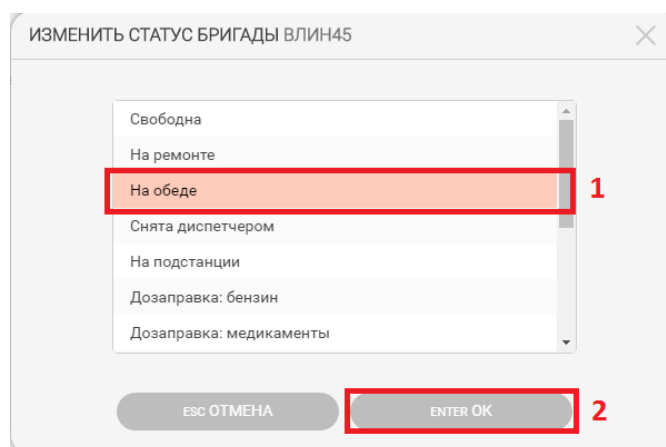 ИЗМЕНИТЬ СТАТУС БРИГАДЫ ВЛИН45
Свободна
На ремонте
На обеде 1
Снята диспетчером
На подстанции
Дозаправка: бензин
Дозаправка: медикаменты
ESC ОТМЕНА ENTER ОК 2